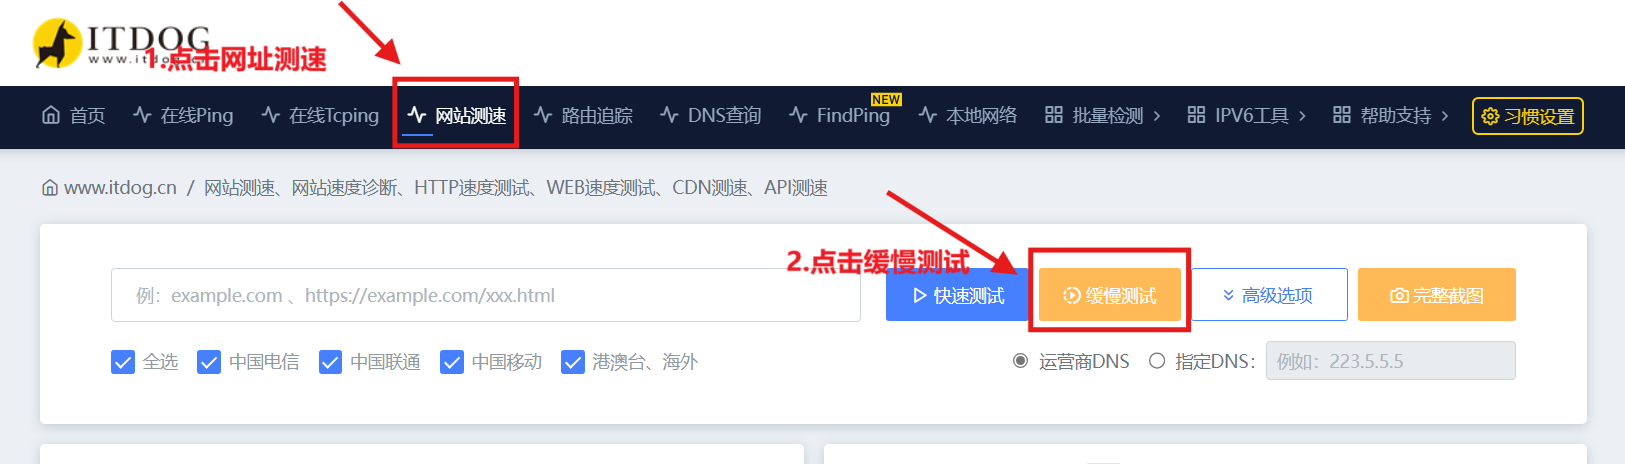 ITDOG
www.itdog.c
1.点击网址测速
首页 在线Ping 在线Tcping 网站测速 路由追踪 DNS查询 FindPing NEW 本地网络 批量检测 IPV6工具 帮助支持 习惯设置
www.itdog.cn / 网站测速、网站速度诊断、HTTP速度测试、WEB速度测试、CDN测速、API测速
2.点击缓慢测试
例：example.com 、https://example.com/xxx.html 快速测试 缓慢测试 高级选项 完整截图
全选 中国电信 中国联通 中国移动 港澳台、海外 运营商DNS 指定DNS： 例如：223.5.5.5